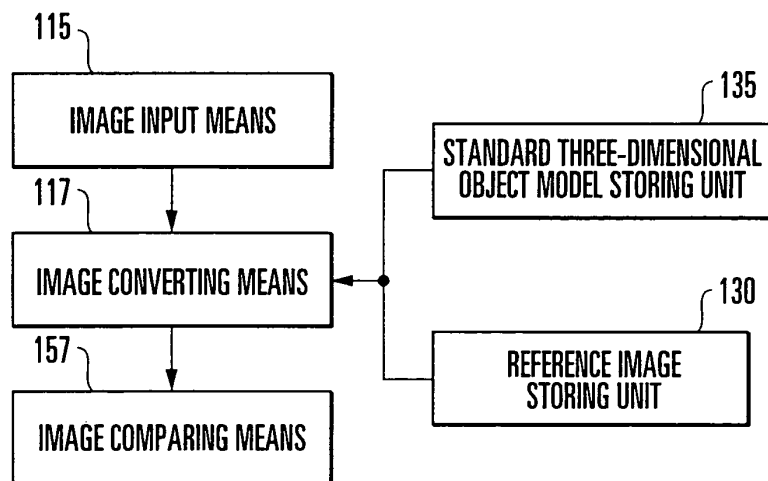 115
IMAGE INPUT MEANS
135
STANDARD THREE-DIMENSIONAL
OBJECT MODEL STORING UNIT
117
IMAGE CONVERTING MEANS
130
REFERENCE IMAGE
STORING UNIT
157
IMAGE COMPARING MEANS